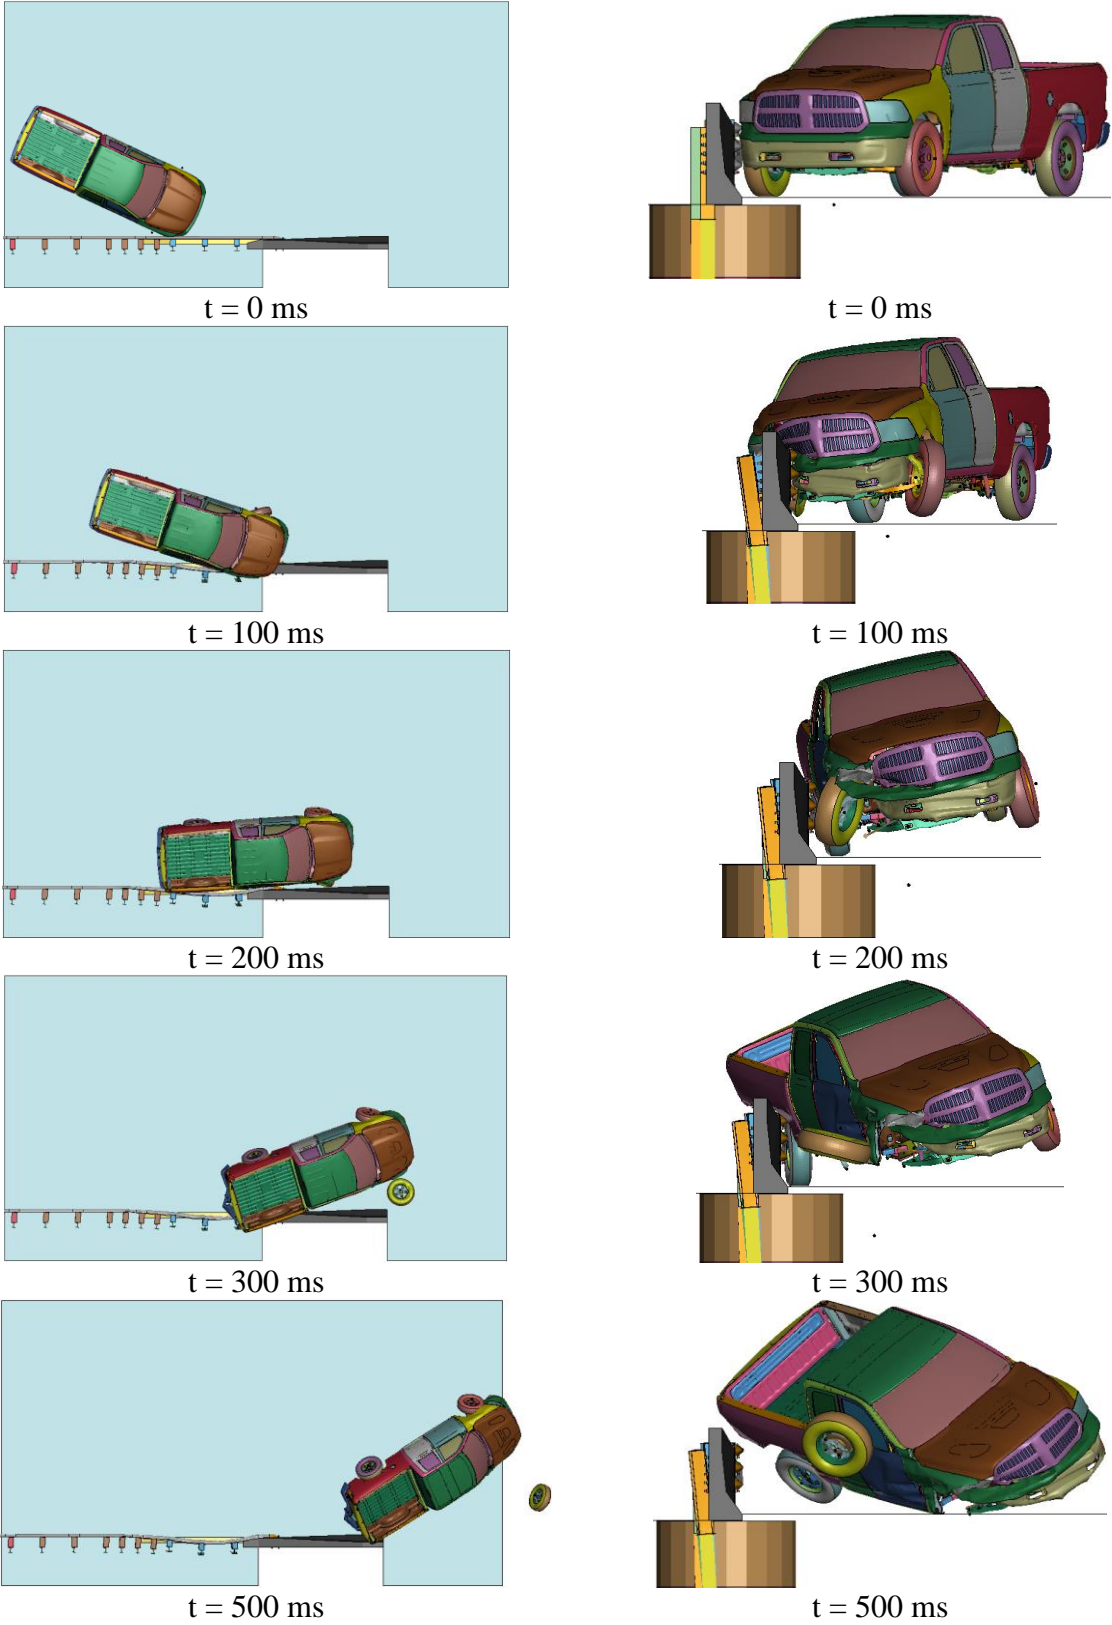 t = 0 ms
t = 0 ms
t = 100 ms
t = 100 ms
t = 200 ms
t = 200 ms
t = 300 ms
t = 300 ms
t = 500 ms
t = 500 ms